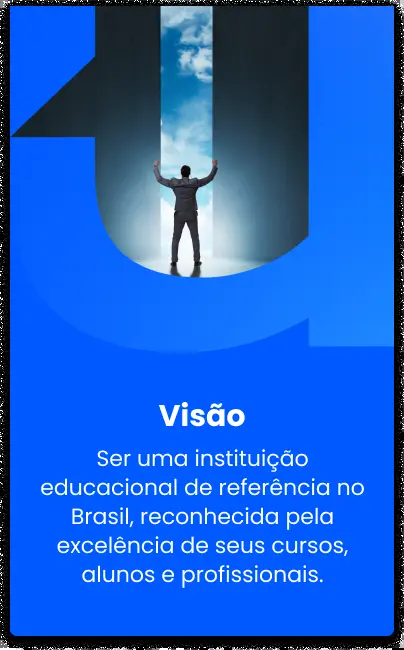 Visão
Ser uma instituição
educacional de referência no
Brasil, reconhecida pela
excelência de seus cursos,
alunos e profissionais.